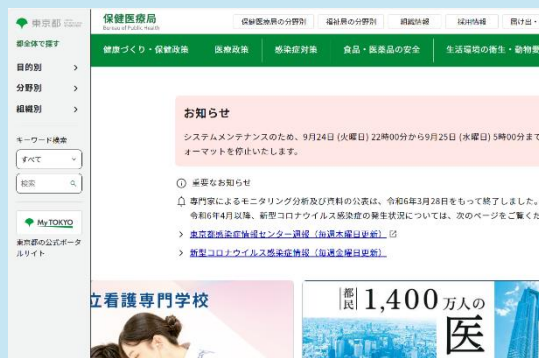 東京都
都全体で探す
目的別
分野別
組織別
キーワード検索
すべて
検索
My TOKYO
東京都の公式ポータ
ルサイト
保健医療局
Bureau of Public Health
保健医療局の分野別 福祉局の分野別 組織情報 採用情報 届け出・
健康づくり・保健政策 医療政策 感染症対策 食品・医薬品の安全 生活環境の衛生・動物愛
お知らせ
システムメンテナンスのため、9月24日 (火曜日) 22時00分から9月25日 (水曜日) 5時00分まで
ォーマットを停止いたします。
重要なお知らせ
専門家によるモニタリング分析及び資料の公表は、令和6年3月28日をもって終了しました。
令和6年4月以降、新型コロナウイルス感染症の発生状況については、次のページをご覧くだ
東京都感染症情報センター週報（毎週木曜日更新）
新型コロナウイルス感染症情報（毎週金曜日更新）
立看護専門学校
都民 1,400 万人の
医